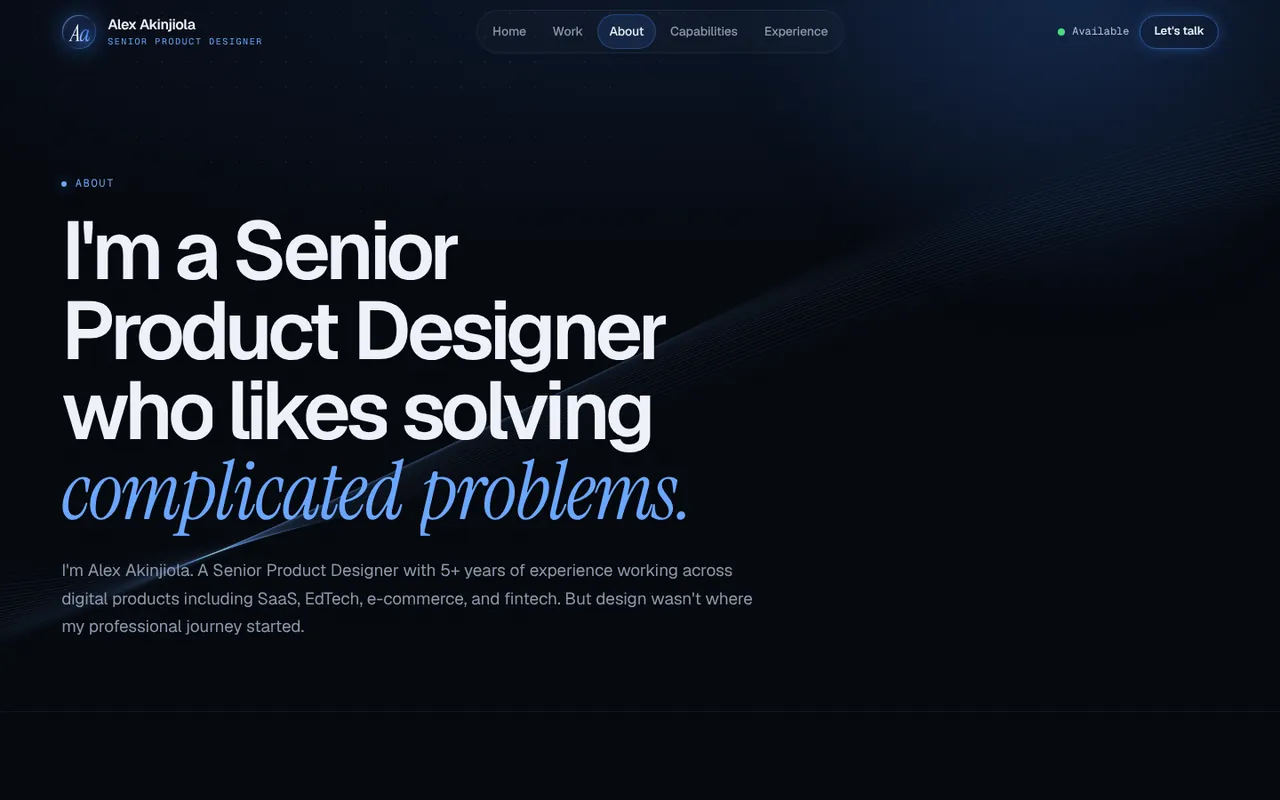 Aa
Alex Akinjiola
SENIOR PRODUCT DESIGNER
Home
Work
About
Capabilities
Experience
Available
Let's talk
ABOUT
I'm a Senior
Product Designer
who likes solving
complicated problems.
I'm Alex Akinjiola. A Senior Product Designer with 5+ years of experience working across
digital products including SaaS, EdTech, e-commerce, and fintech. But design wasn't where
my professional journey started.